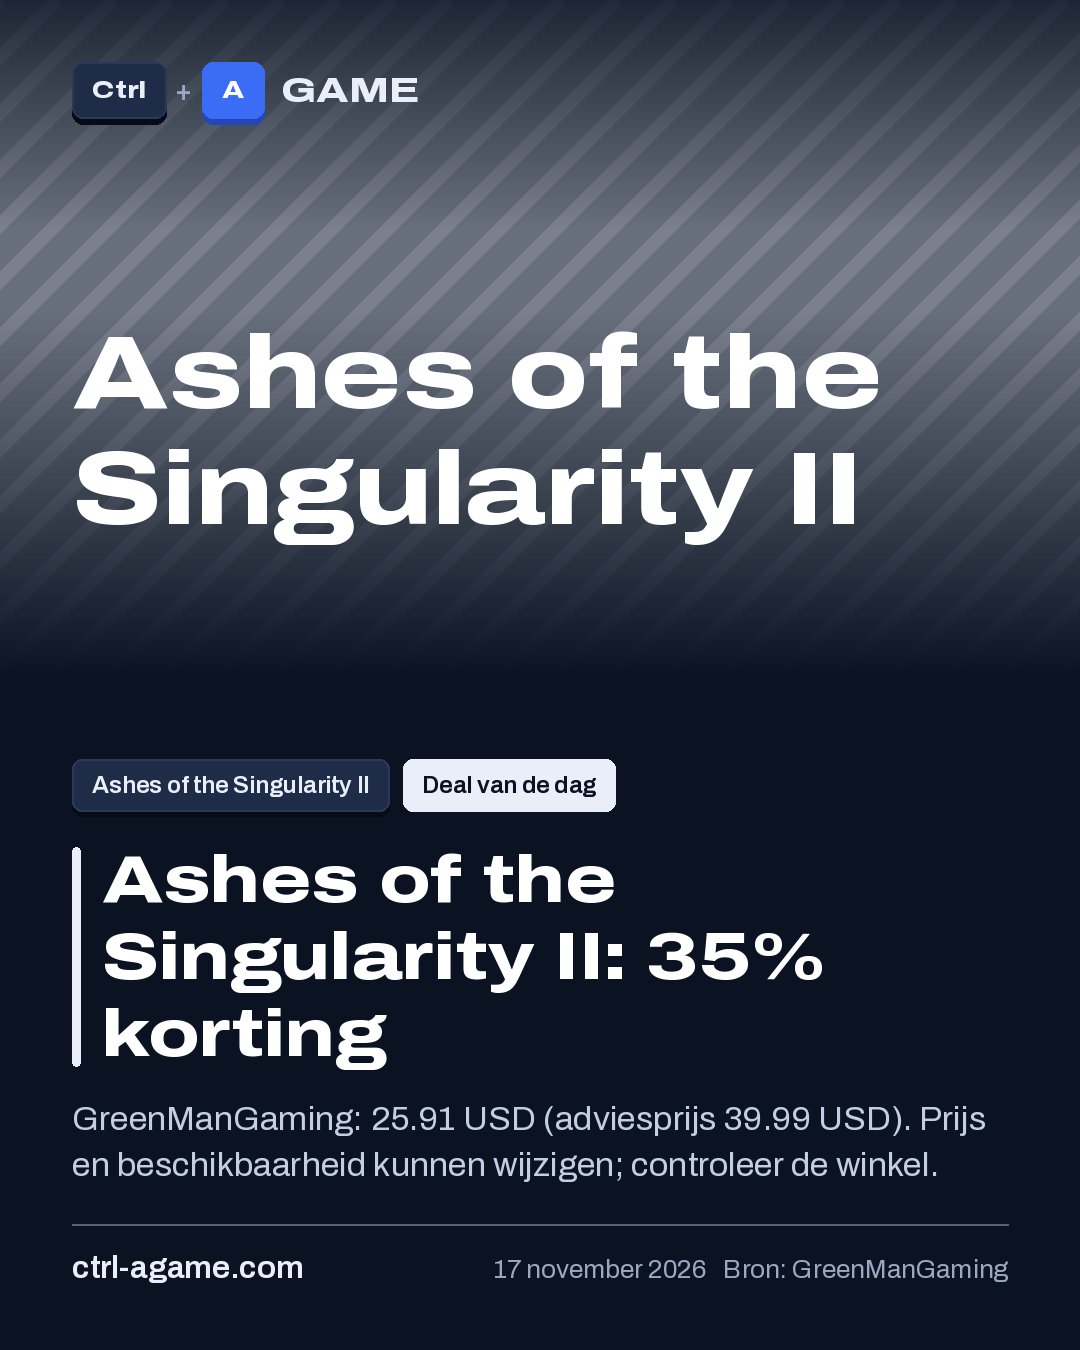 Ctrl + A GAME
Ashes of the
Singularity II
Ashes of the Singularity II
Deal van de dag
Ashes of the
Singularity II: 35%
korting
GreenManGaming: 25.91 USD (adviesprijs 39.99 USD). Prijs
en beschikbaarheid kunnen wijzigen; controleer de winkel.
ctrl-agame.com
17 november 2026 Bron: GreenManGaming